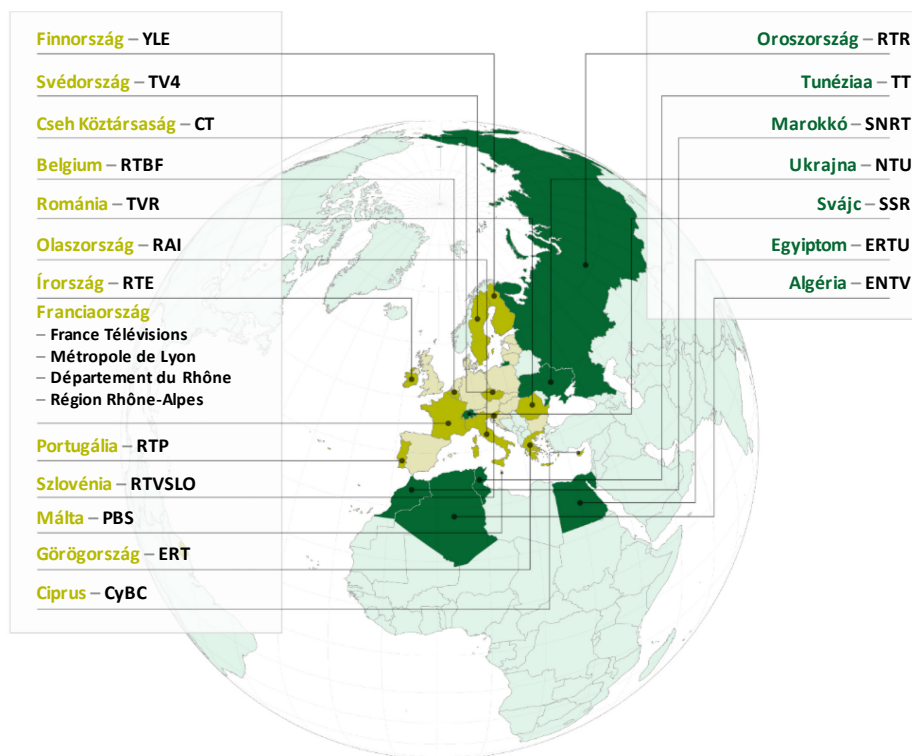 Finnország – YLE
Svédország – TV4
Cseh Köztársaság – CT
Belgium – RTBF
Románia – TVR
Olaszország – RAI
Írország – RTE
Franciaország
– France Télévisions
– Métropole de Lyon
– Département du Rhône
– Région Rhône-Alpes
Portugália – RTP
Szlovénia – RTVSLO
Málta – PBS
Görögország – ERT
Ciprus – CyBC
Oroszország – RTR
Tunéziaa – TT
Marokkó – SNRT
Ukrajna – NTU
Svájc – SSR
Egyiptom – ERTU
Algéria – ENTV